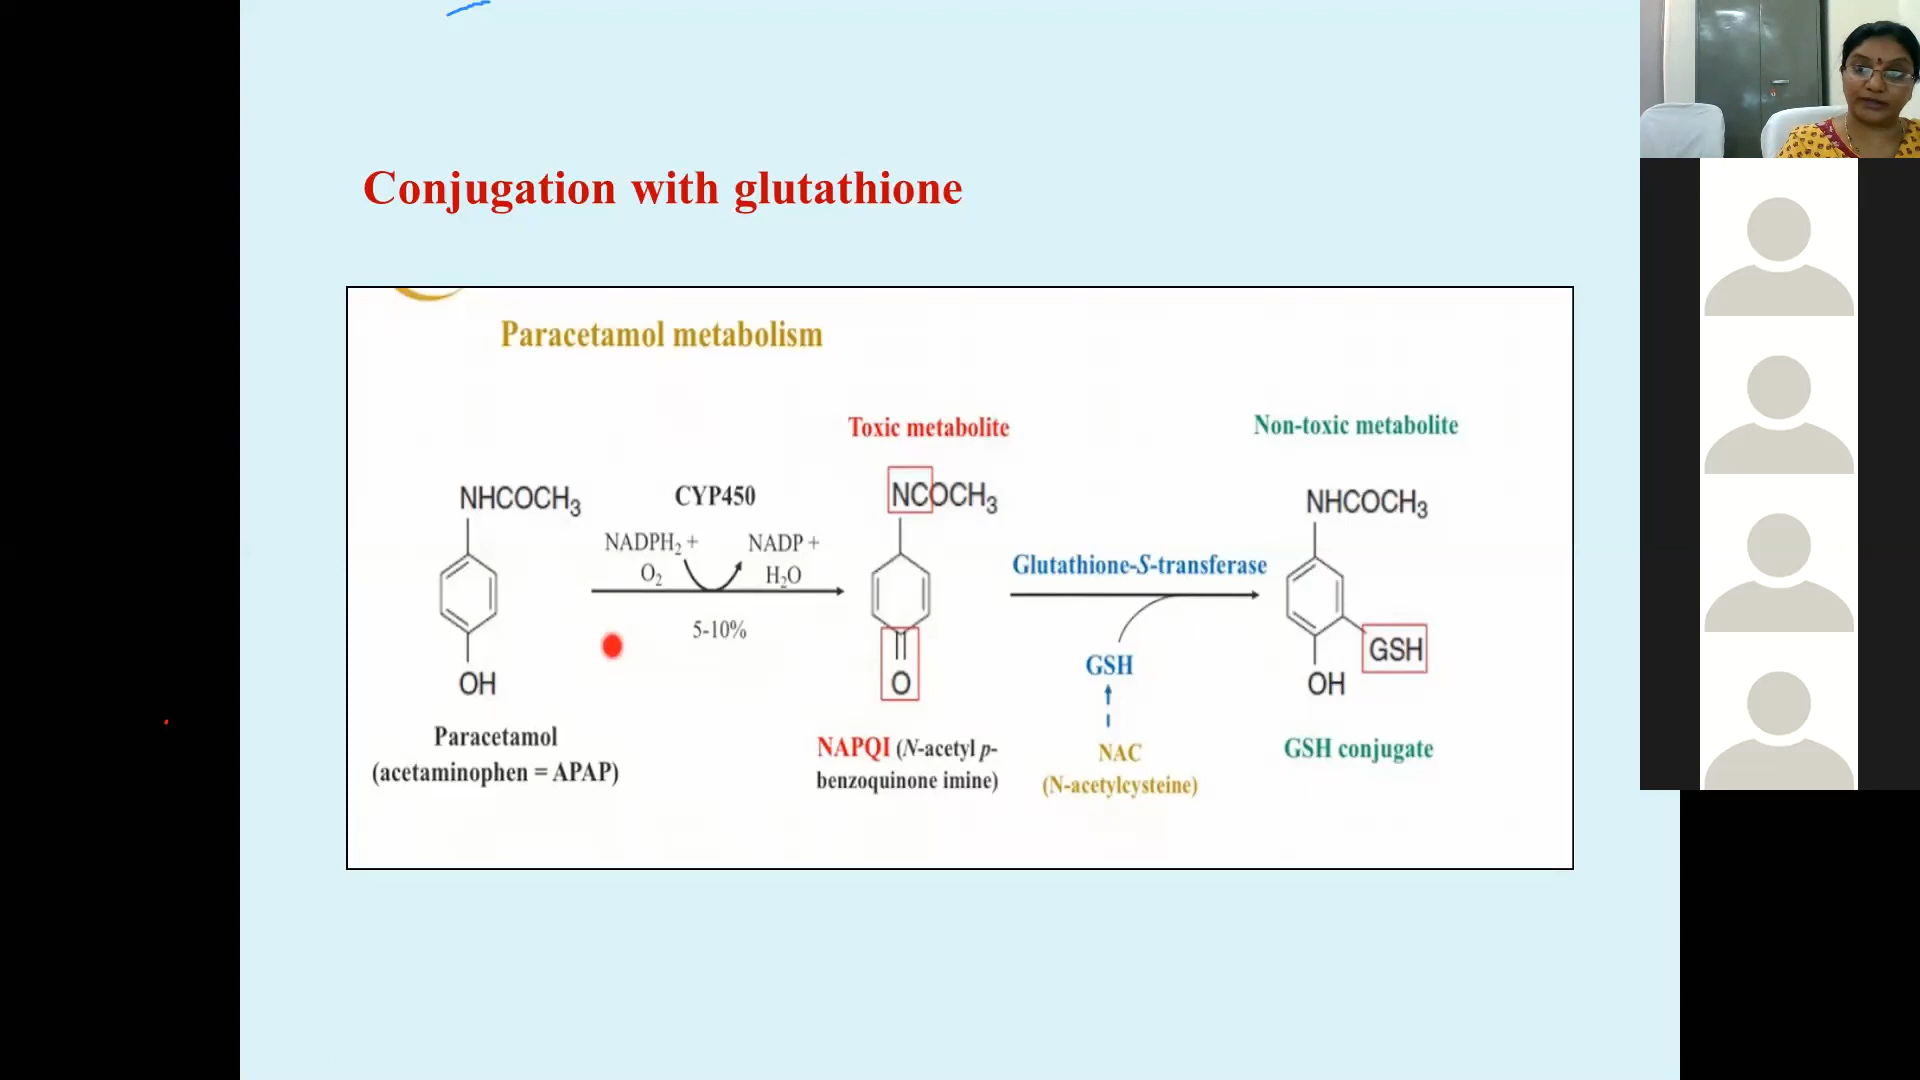 Conjugation with glutathione
Paracetamol metabolism
Toxic metabolite
Non-toxic metabolite
NHCOCH₃
CYP450
NCOCH₃
NHCOCH₃
NADPH₂ +
O₂
NADP +
H₂O
Glutathione-S-transferase
5-10%
GSH
GSH
OH
O
OH
Paracetamol
(acetaminophen = APAP)
NAPQI (N-acetyl p-
benzoquinone imine)
NAC
(N-acetylcysteine)
GSH conjugate